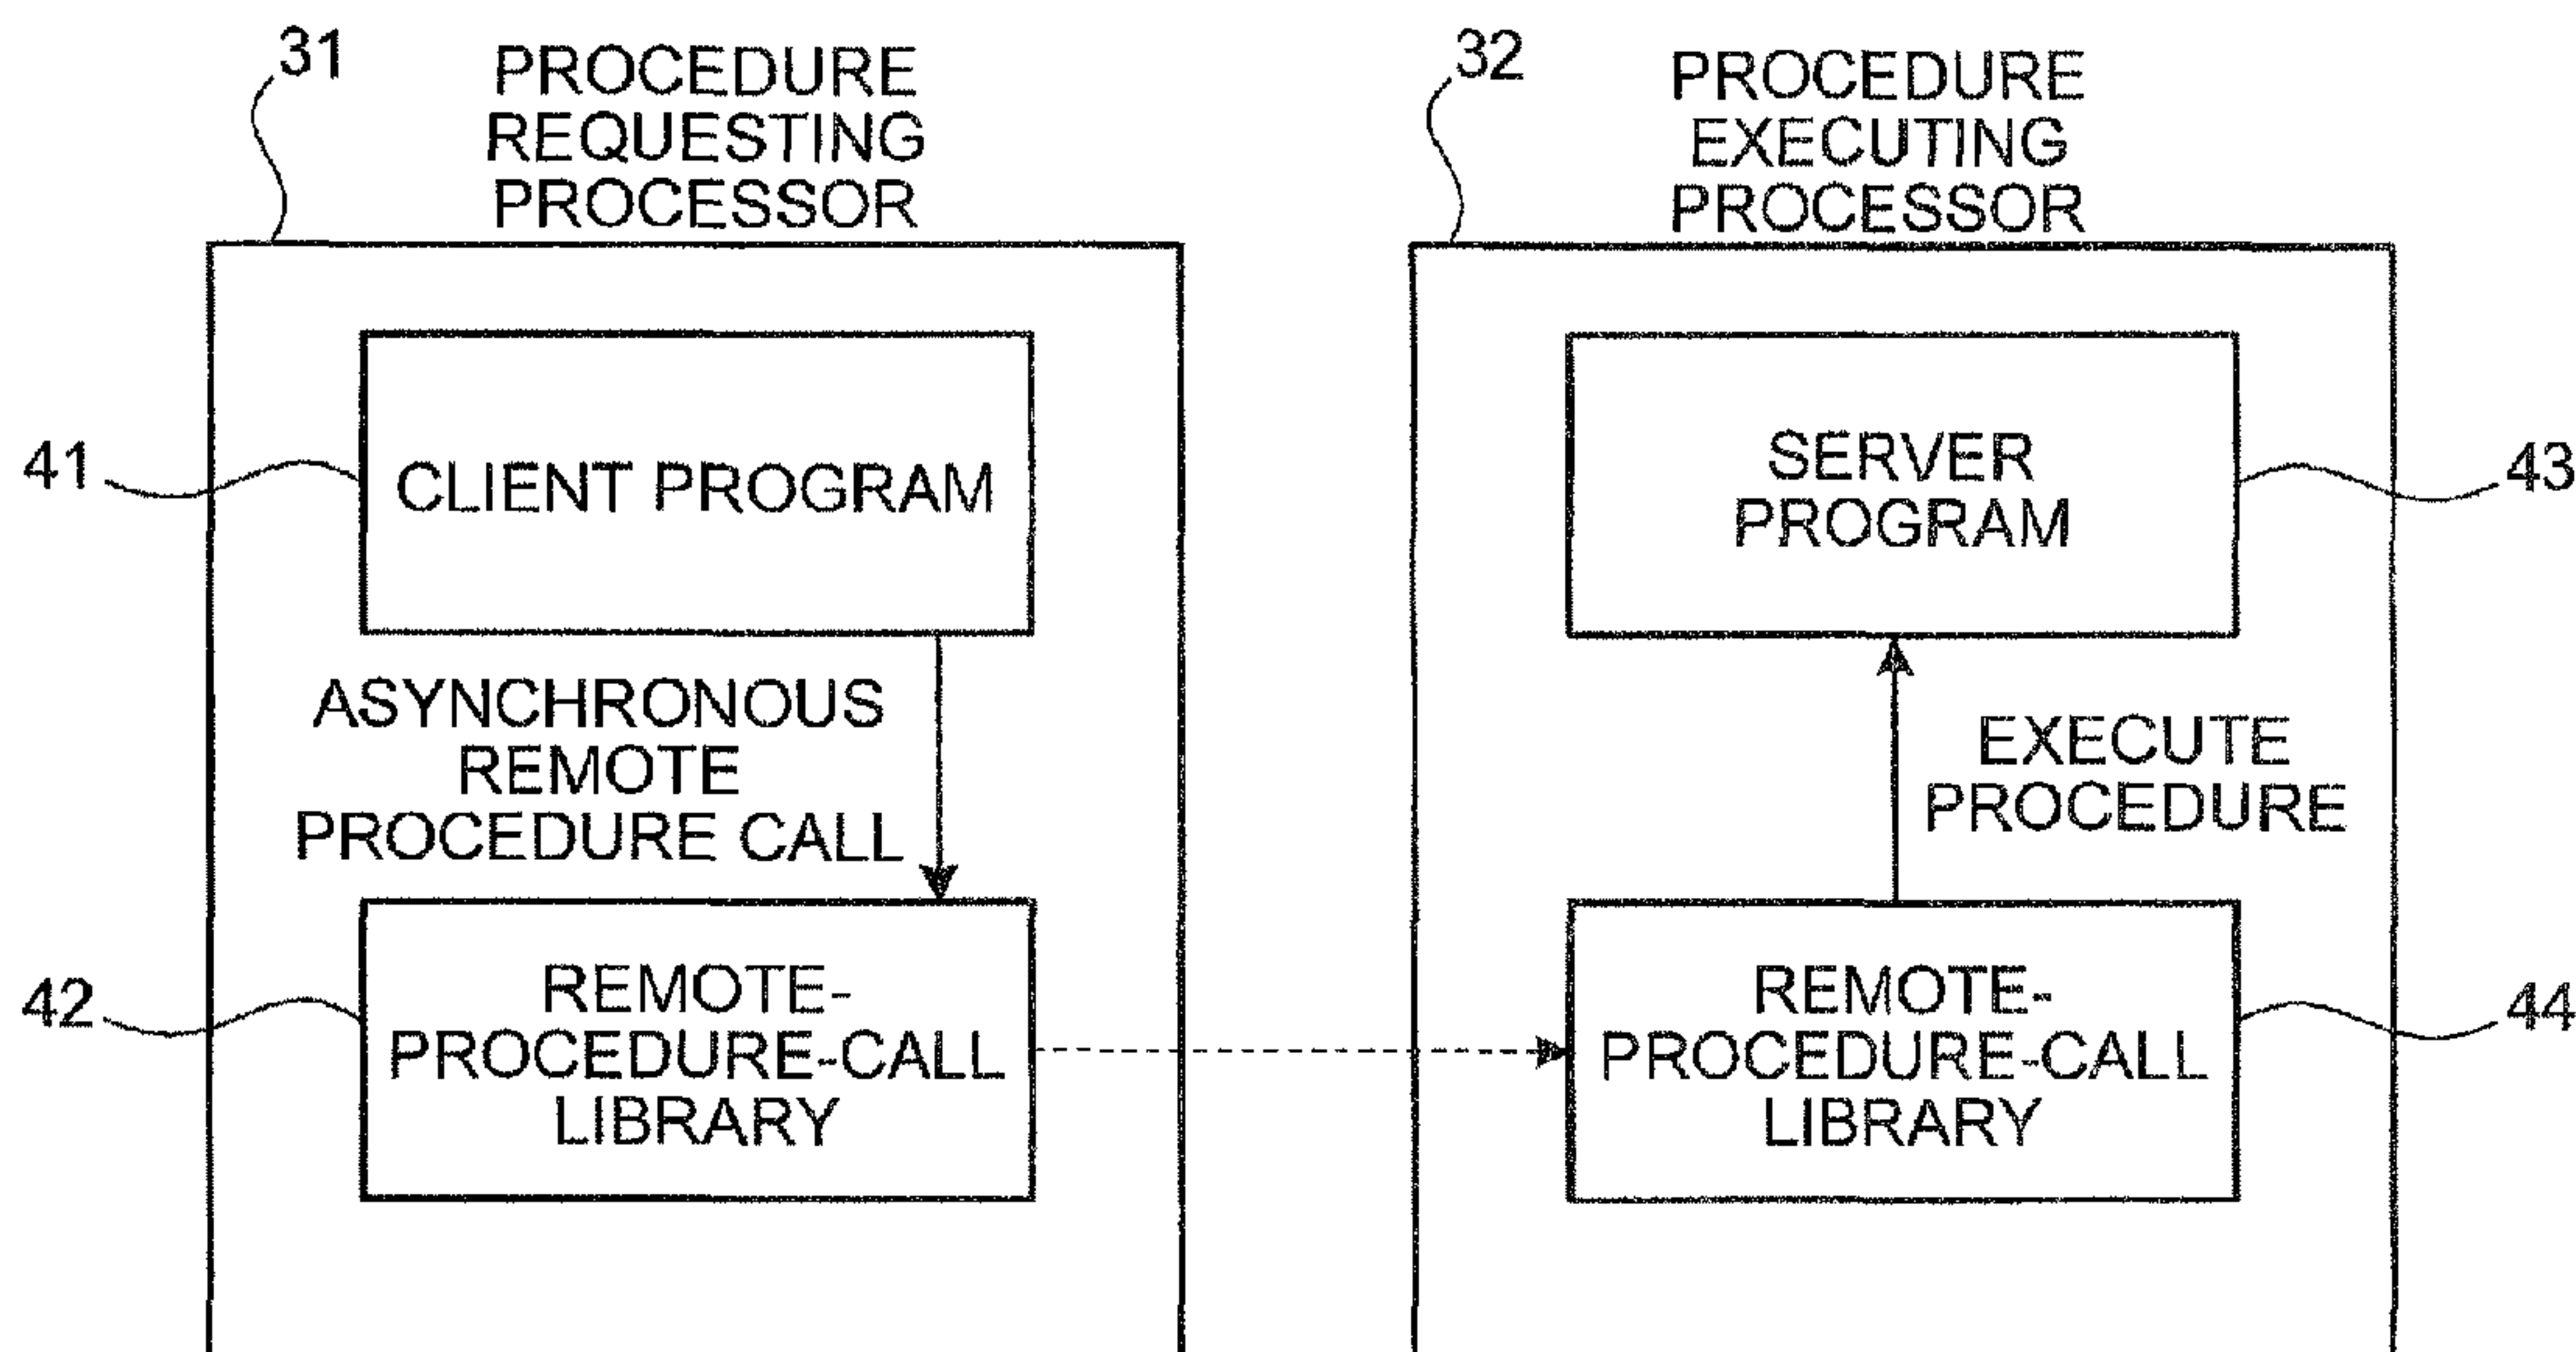 31
PROCEDURE
REQUESTING
PROCESSOR
32
PROCEDURE
EXECUTING
PROCESSOR
41
CLIENT PROGRAM
SERVER
PROGRAM
43
ASYNCHRONOUS
REMOTE
PROCEDURE CALL
EXECUTE
PROCEDURE
42
REMOTE-
PROCEDURE-CALL
LIBRARY
REMOTE-
PROCEDURE-CALL
LIBRARY
44